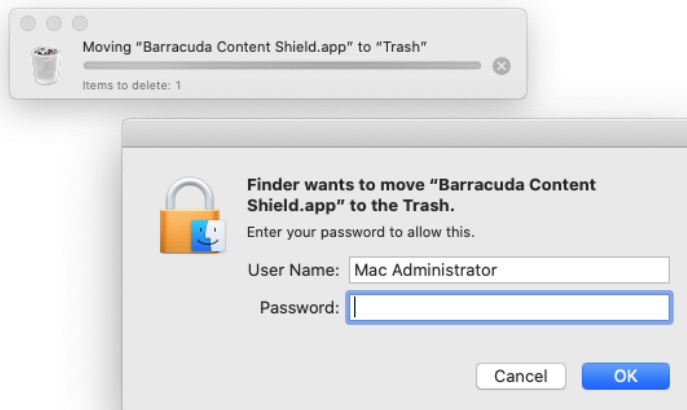 Moving “Barracuda Content Shield.app” to “Trash”
Items to delete: 1
Finder wants to move “Barracuda Content
Shield.app” to the Trash.
Enter your password to allow this.
User Name: Mac Administrator
Password:
Cancel OK